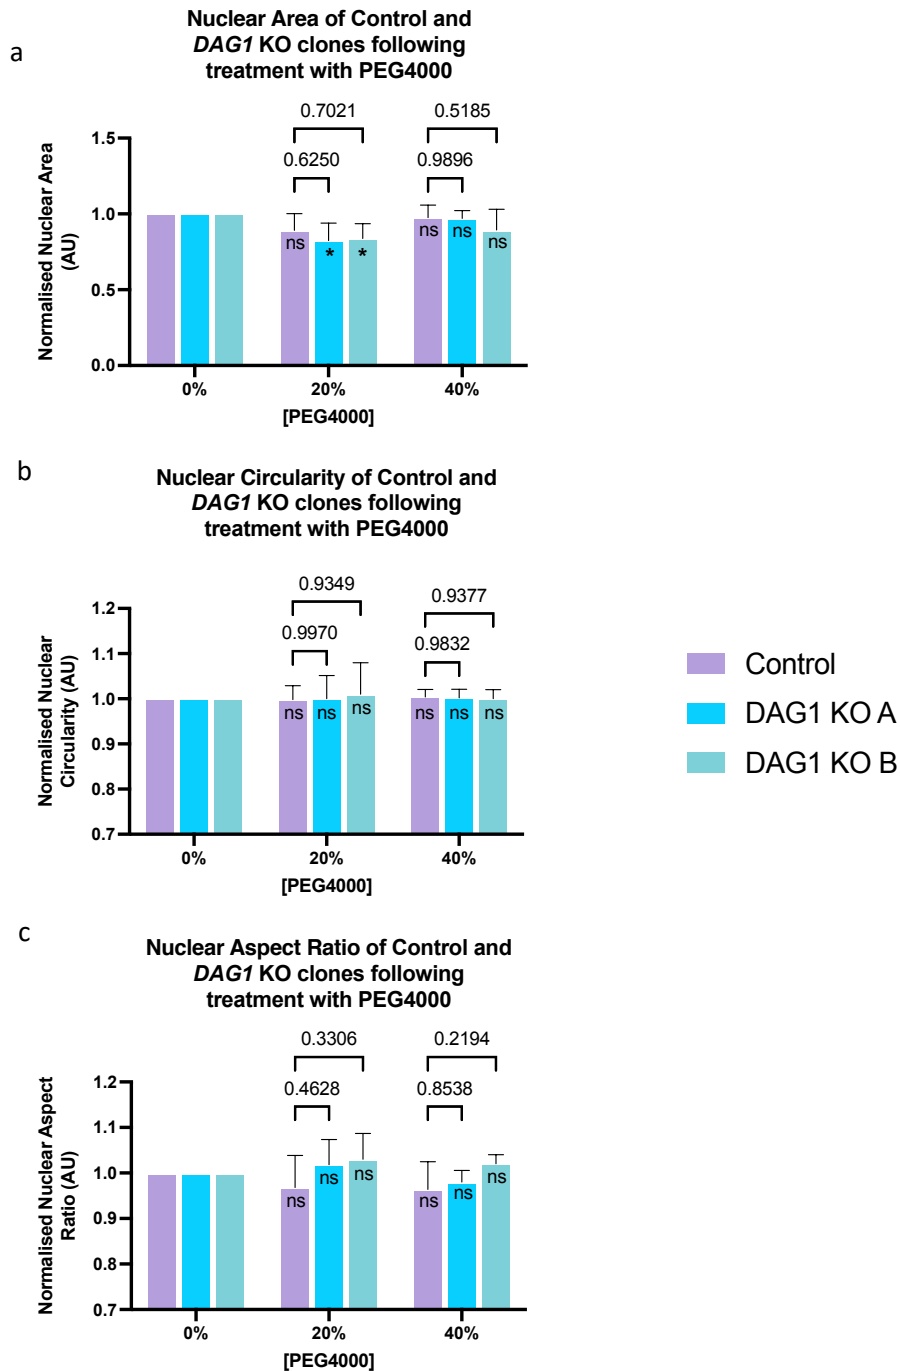 a
Nuclear Area of Control and
DAG1 KO clones following
treatment with PEG4000
0.7021
0.5185
0.6250
0.9896
1.5
1.0
0.5
0.0
Normalised Nuclear Area
(AU)
ns
*
*
ns
ns
ns
0%
20%
40%
[PEG4000]
b
Nuclear Circularity of Control and
DAG1 KO clones following
treatment with PEG4000
0.9349
0.9377
0.9970
0.9832
1.2
1.1
1.0
0.9
0.8
0.7
Normalised Nuclear
Circularity (AU)
ns
ns
ns
ns
ns
ns
0%
20%
40%
[PEG4000]
Control
DAG1 KO A
DAG1 KO B
c
Nuclear Aspect Ratio of Control and
DAG1 KO clones following
treatment with PEG4000
0.3306
0.2194
0.4628
0.8538
1.2
1.1
1.0
0.9
0.8
0.7
Normalised Nuclear Aspect
Ratio (AU)
ns
ns
ns
ns
ns
ns
0%
20%
40%
[PEG4000]